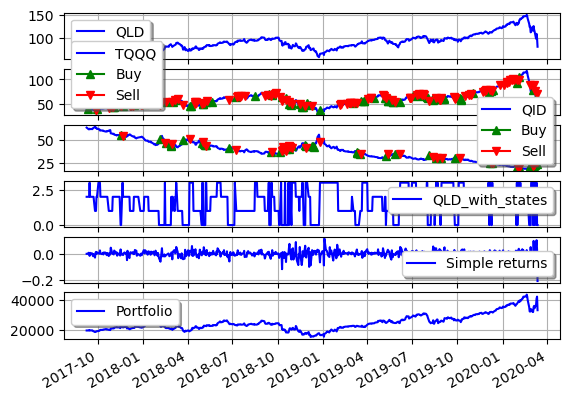 150
100
QLD
100
50
TQQQ
Buy
Sell
50
25
QID
Buy
Sell
2.5
0.0
QLD_with_states
0.0
−0.2
Simple returns
40000
20000
Portfolio
2017-10
2018-01
2018-04
2018-07
2018-10
2019-01
2019-04
2019-07
2019-10
2020-01
2020-04